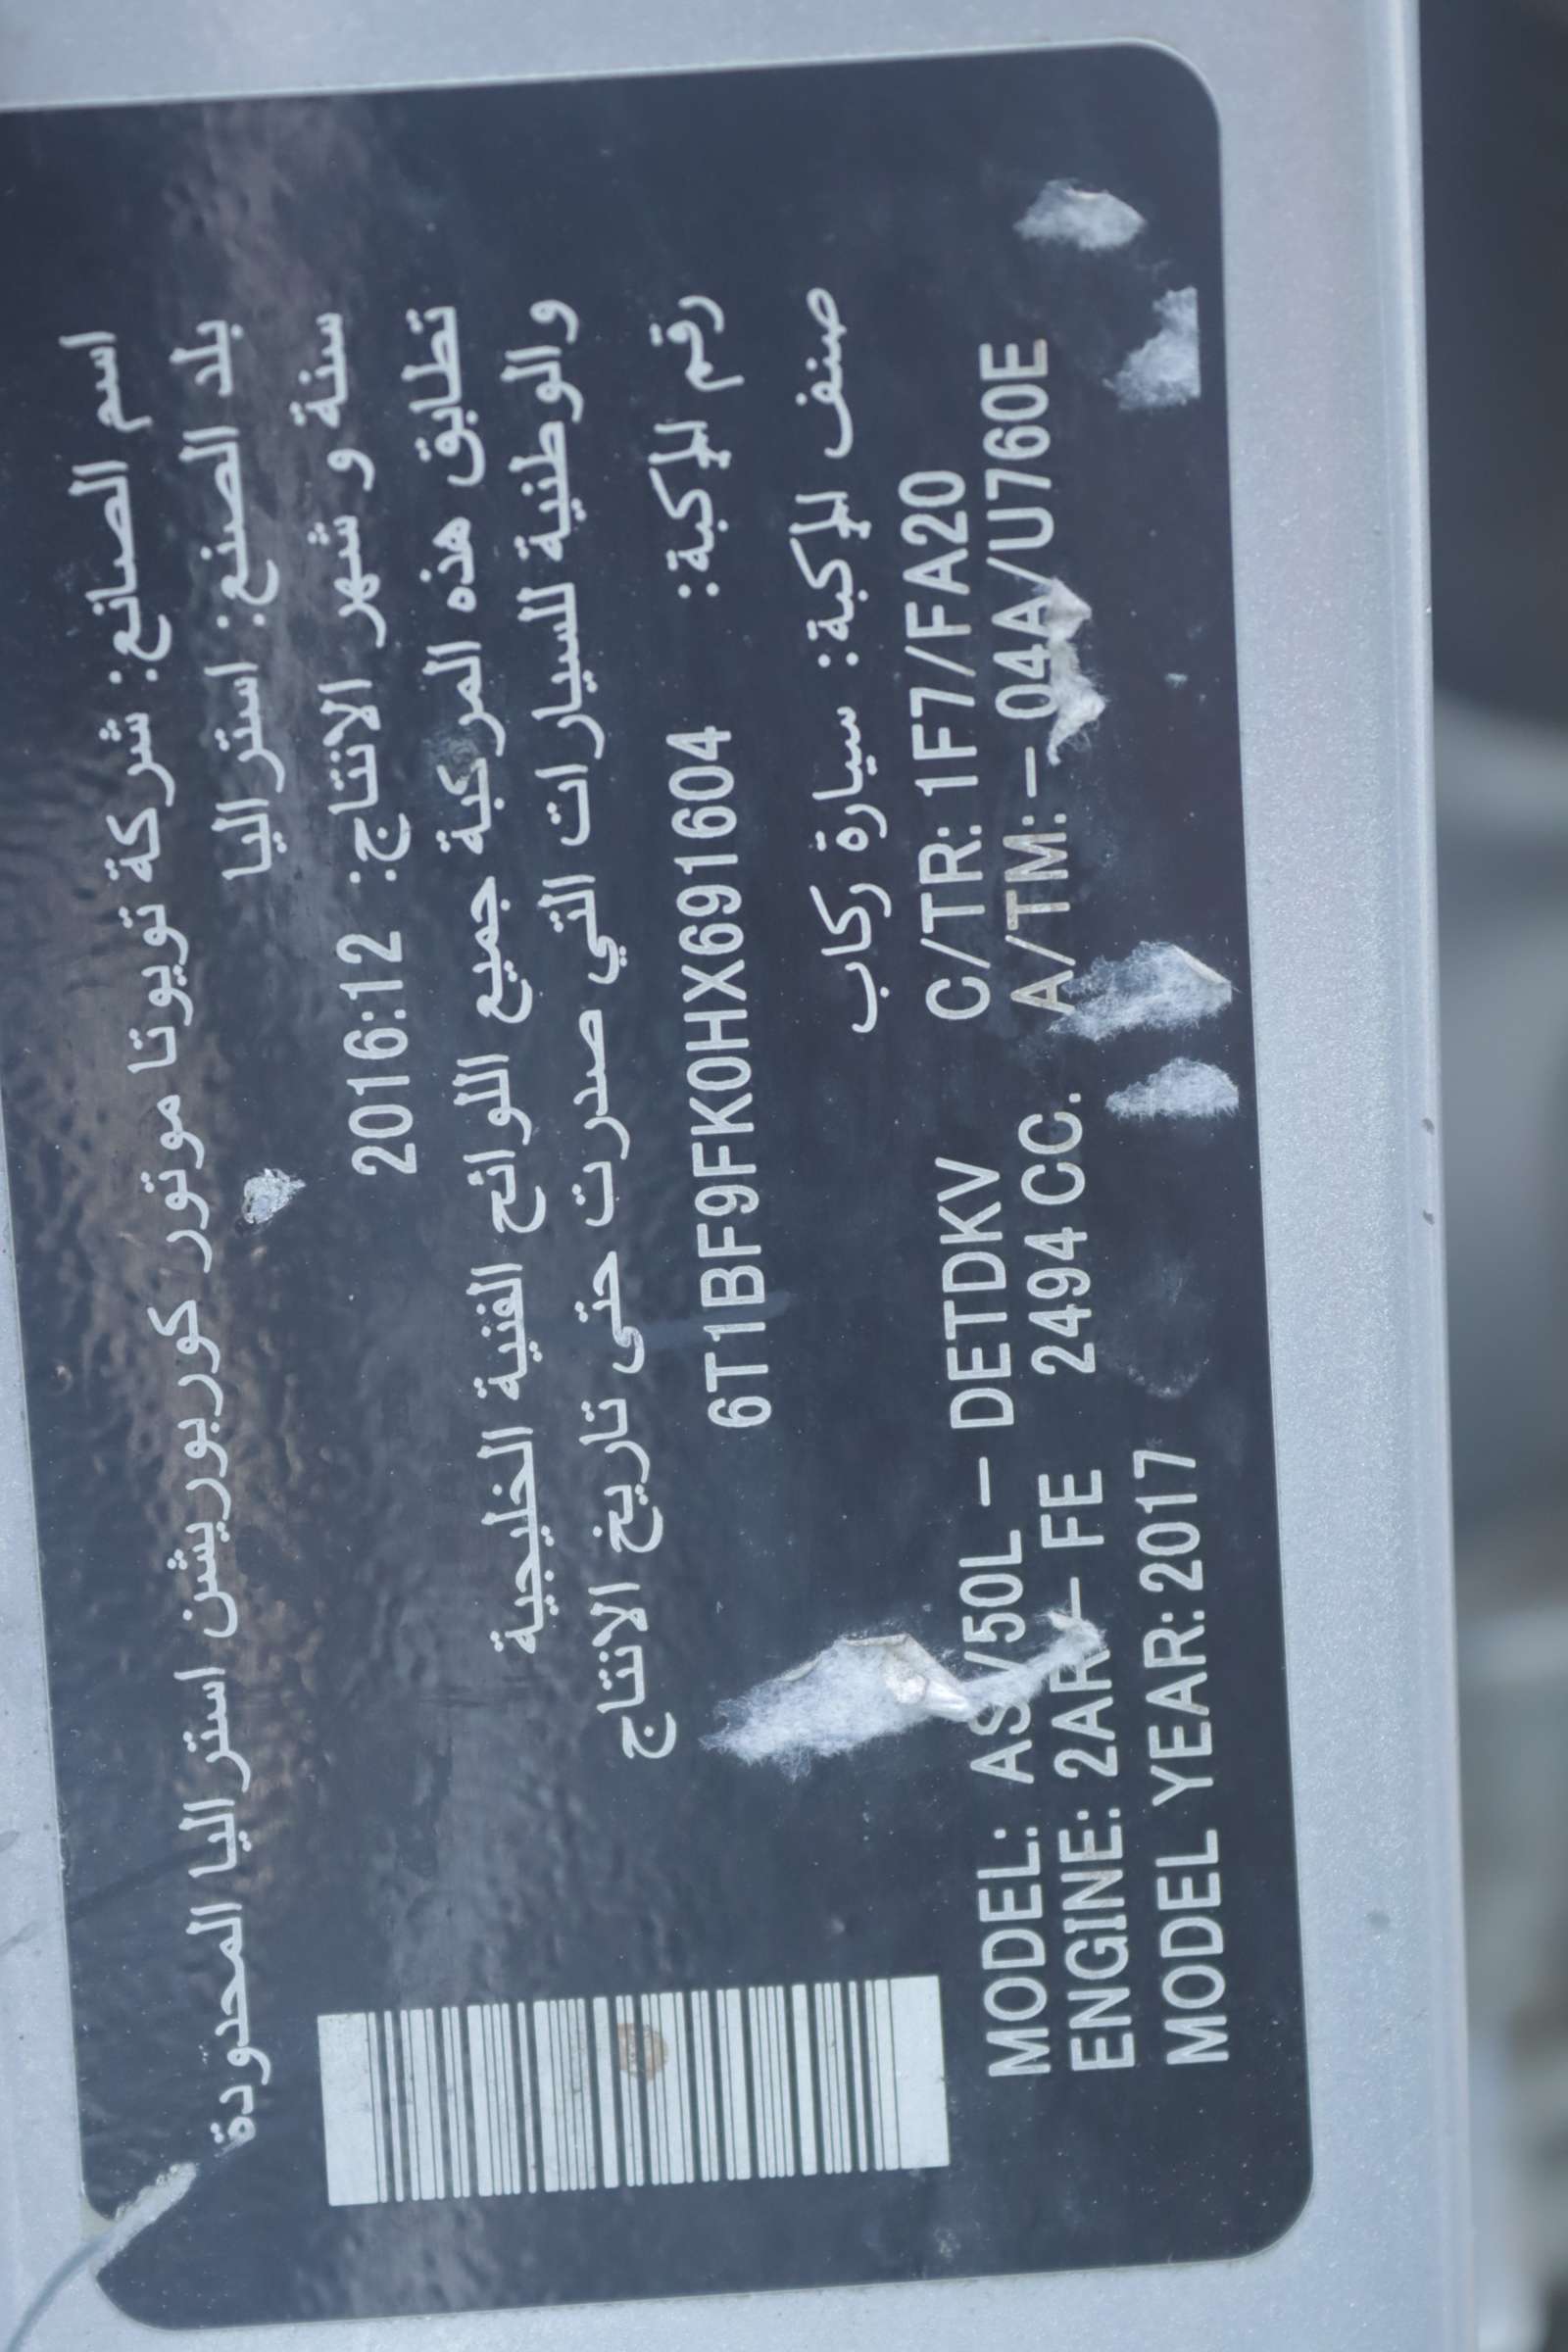 اسم الصانع: شركة تويوتا موتور كوربوريشن استراليا المحدودة
بلد الصنع: استراليا
سنة و شهر الانتاج: 2016:12
تطابق هذه المركبة جميع اللوائح الفنية الخليجية
والوطنية للسيارات التي صدرت حتى تاريخ الانتاج
رقم المركبة: 6T1BF9FK0HX691604
صنف المركبة: سيارة ركاب
MODEL: ASV50L – DETDKV C/TR: 1F7/FA20
ENGINE: 2AR – FE 2494 CC. A/TM: – 04A/U760E
MODEL YEAR: 2017